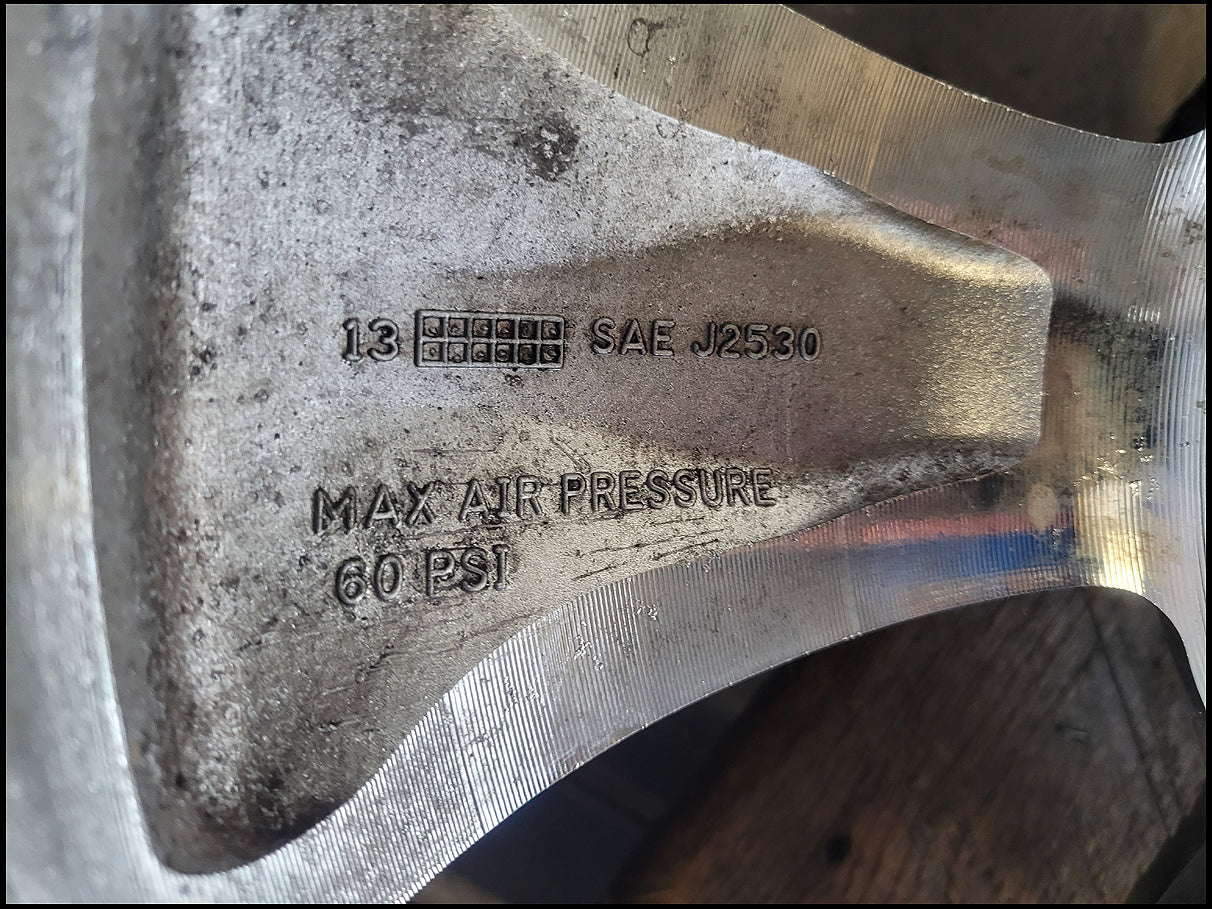 13 SAE J2530
MAX AIR PRESSURE
60 PSI